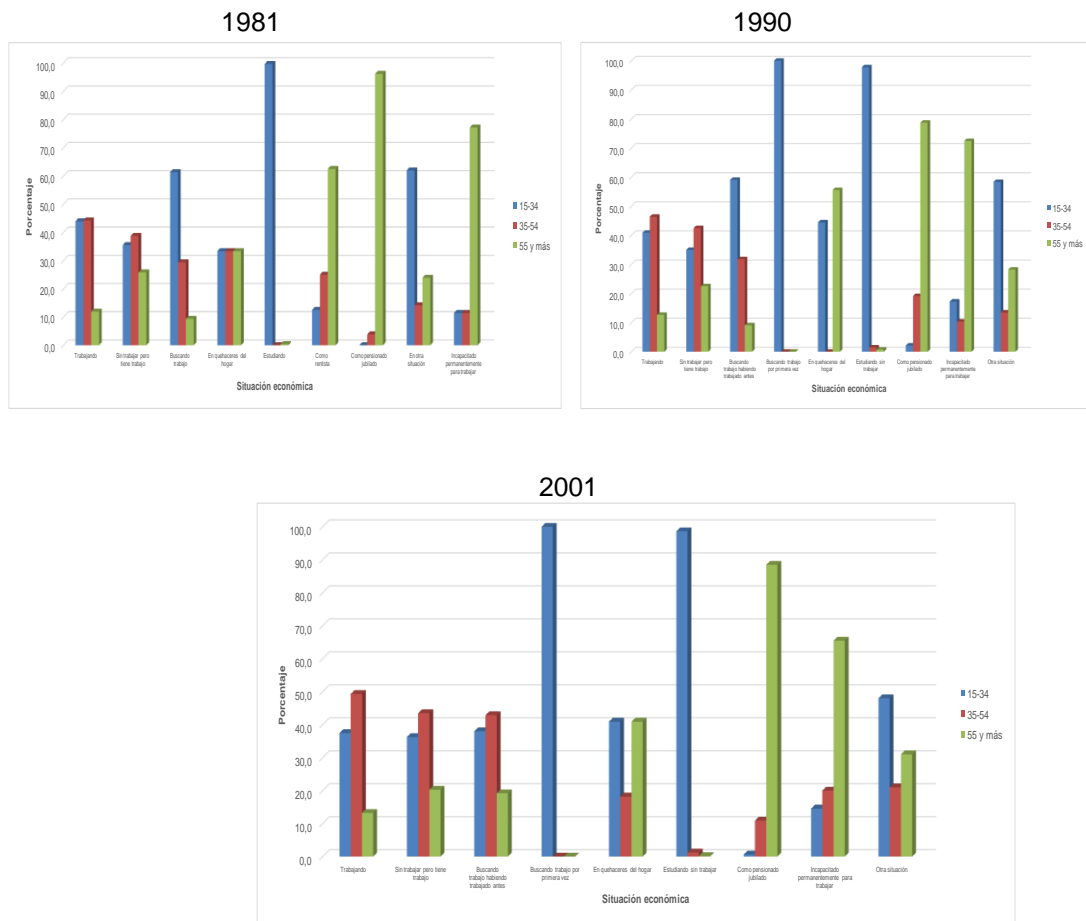 1981
100,0
90,0
80,0
70,0
60,0
50,0
40,0
30,0
20,0
10,0
0,0
Porcentaje
Trabajando
Sin trabajar pero
tiene trabajo
Buscando
trabajo
En quehaceres del
hogar
Estudiando
Como
rentista
Como pensionado
jubilado
En otra
situación
Incapacitado
permanentemente
para trabajar
Situación económica
15-34
35-54
55 y más
1990
100,0
90,0
80,0
70,0
60,0
50,0
40,0
30,0
20,0
10,0
0,0
Porcentaje
Trabajando
Sin trabajar pero
tiene trabajo
Buscando
trabajo habiendo
trabajado antes
Buscando trabajo
por primera vez
En quehaceres del
hogar
Estudiando sin
trabajar
Como pensionado
jubilado
Incapacitado
permanentemente
para trabajar
Otra situación
Situación económica
15-34
35-54
55 y más
2001
100,0
90,0
80,0
70,0
60,0
50,0
40,0
30,0
20,0
10,0
0,0
Porcentaje
Trabajando
Sin trabajar pero tiene
trabajo
Buscando
trabajo habiendo
trabajado antes
Buscando trabajo por
primera vez
En quehaceres del hogar
Estudiando sin trabajar
Como pensionado
jubilado
Incapacitado
permanentemente para
trabajar
Otra situación
Situación económica
15-34
35-54
55 y más